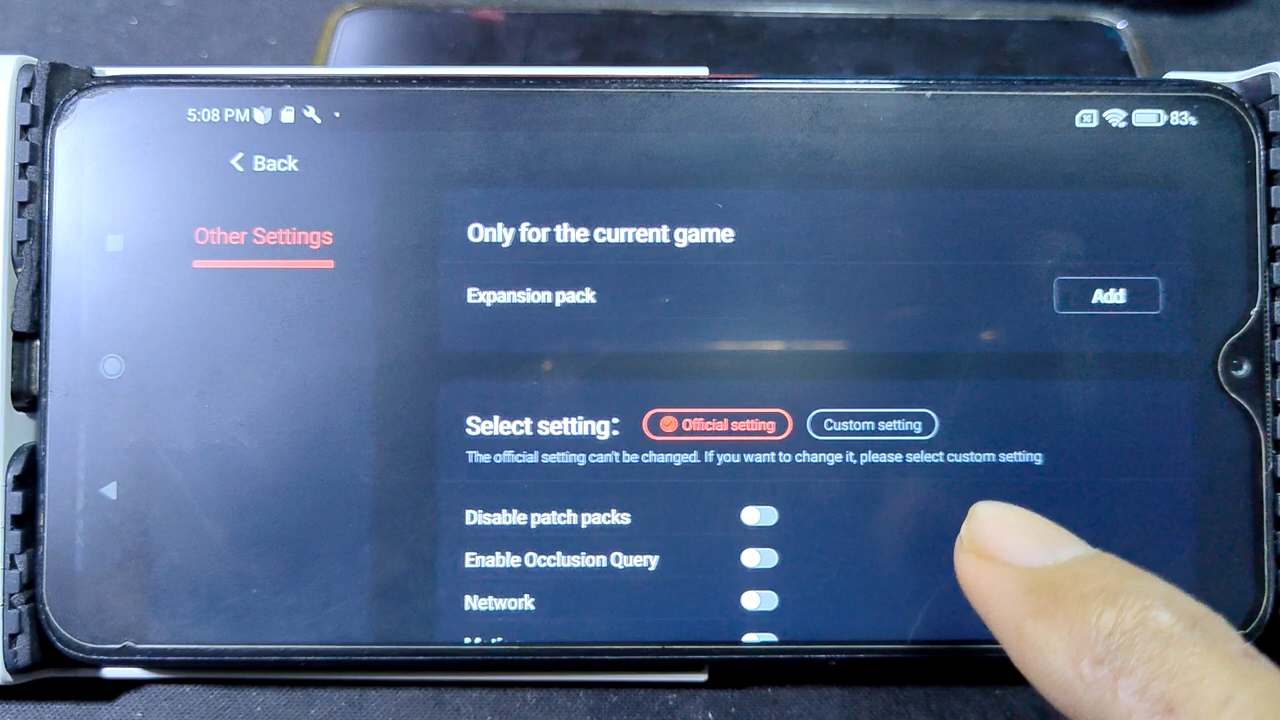 5:08 PM
83%
Back
Other Settings
Only for the current game
Expansion pack
Add
Select setting:
Official setting
Custom setting
The official setting can't be changed. If you want to change it, please select custom setting
Disable patch packs
Enable Occlusion Query
Network